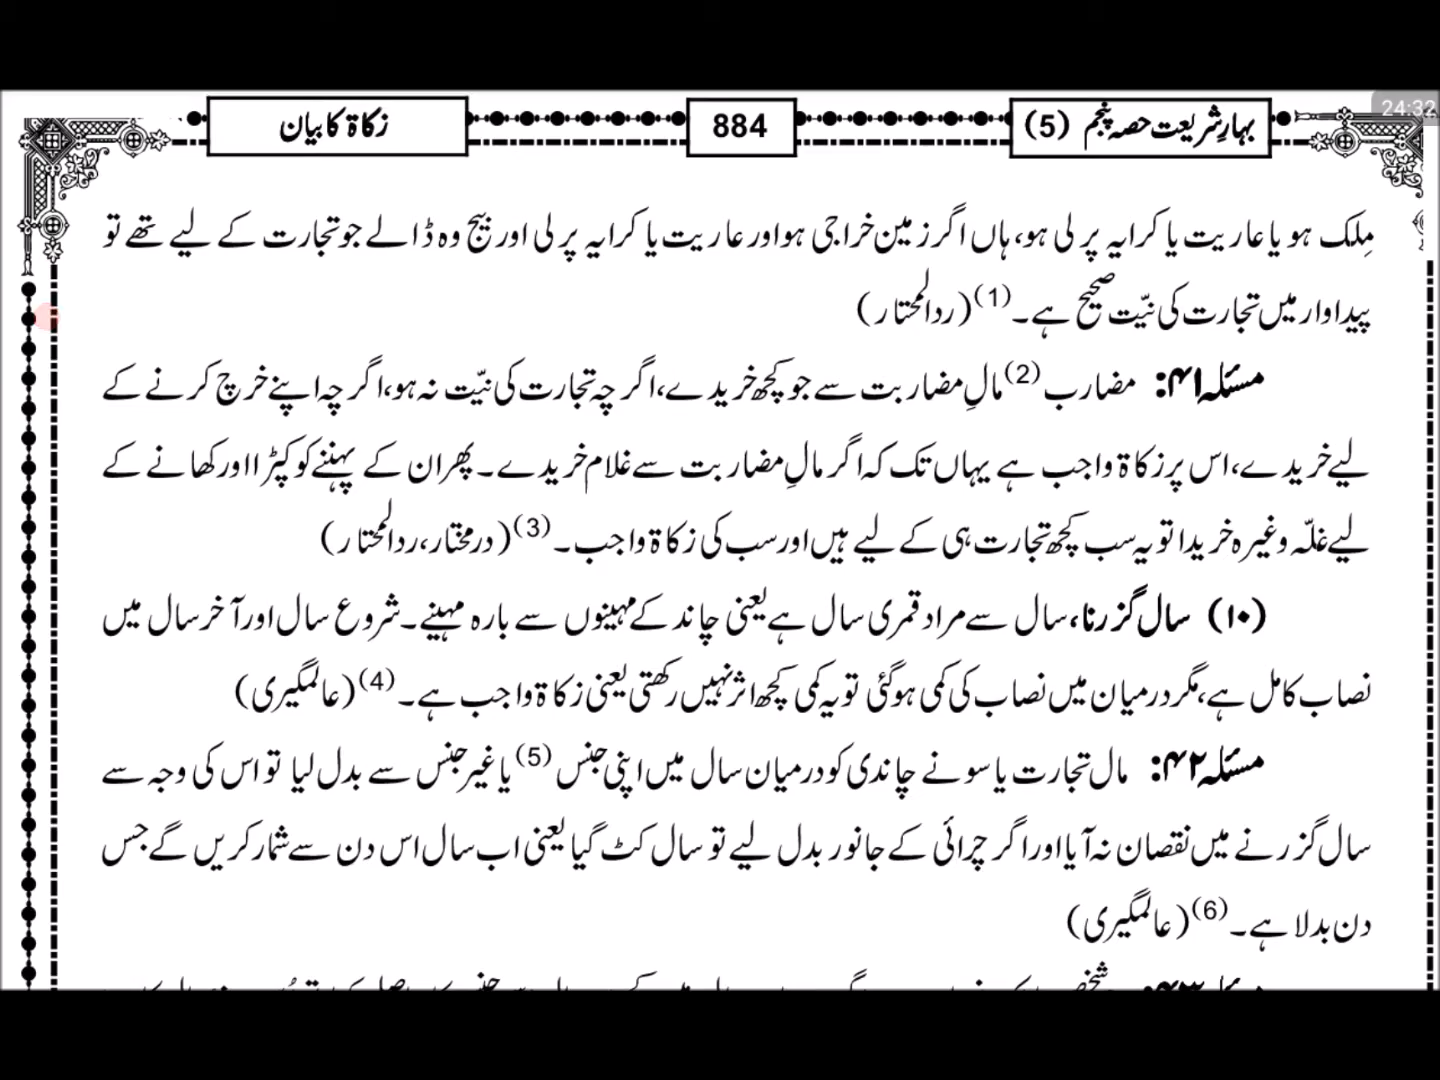 بہارِشریعت حصہ پنجم (5)
884
زکاۃ کا بیان
24:32
مِلک ہو یا عاریت یا کرایہ پر لی ہو، ہاں اگر زمین خراجی ہو اور عاریت یا کرایہ پر لی اور بیج وہ ڈالے جو تجارت کے لیے تھے تو
پیداوار میں تجارت کی نیّت صحیح ہے۔(1) (ردالمحتار)
مسئلہ ۴۱: مضارب(2) مالِ مضاربت سے جو کچھ خریدے، اگر چہ تجارت کی نیّت نہ ہو، اگر چہ اپنے خرچ کرنے کے
لیے خریدے، اس پر زکاۃ واجب ہے یہاں تک کہ اگر مالِ مضاربت سے غلام خریدے۔ پھر ان کے پہننے کو کپڑا اور کھانے کے
لیے غلّہ وغیرہ خریدا تو یہ سب کچھ تجارت ہی کے لیے ہیں اور سب کی زکاۃ واجب۔(3) (درمختار، ردالمحتار)
(۱۰) سال گزرنا، سال سے مراد قمری سال ہے یعنی چاند کے مہینوں سے بارہ مہینے۔ شروع سال اور آخر سال میں
نصاب کامل ہے، مگر درمیان میں نصاب کی کمی ہوگئی تو یہ کمی کچھ اثر نہیں رکھتی یعنی زکاۃ واجب ہے۔(4) (عالمگیری)
مسئلہ ۴۲: مال تجارت یا سونے چاندی کو درمیان سال میں اپنی جنس(5) یا غیر جنس سے بدل لیا تو اس کی وجہ سے
سال گزرنے میں نقصان نہ آیا اور اگر چرائی کے جانور بدل لیے تو سال کٹ گیا یعنی اب سال اس دن سے شمار کریں گے جس
دن بدلا ہے۔(6) (عالمگیری)